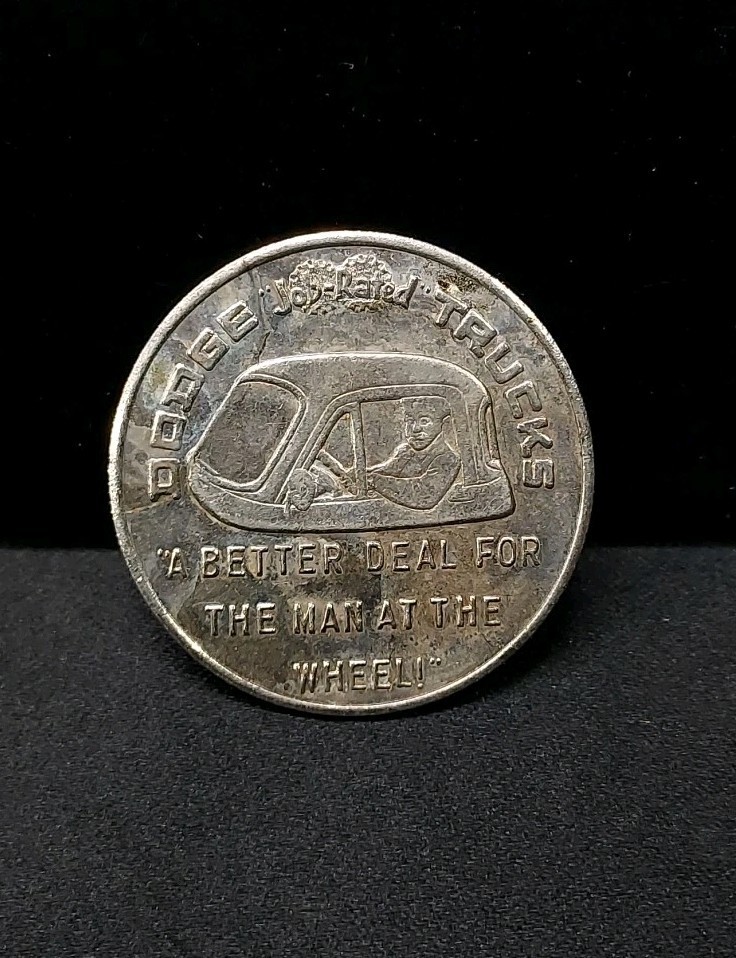 DODGE "Job-Rated" TRUCKS
"A BETTER DEAL FOR
THE MAN AT THE
WHEEL!"